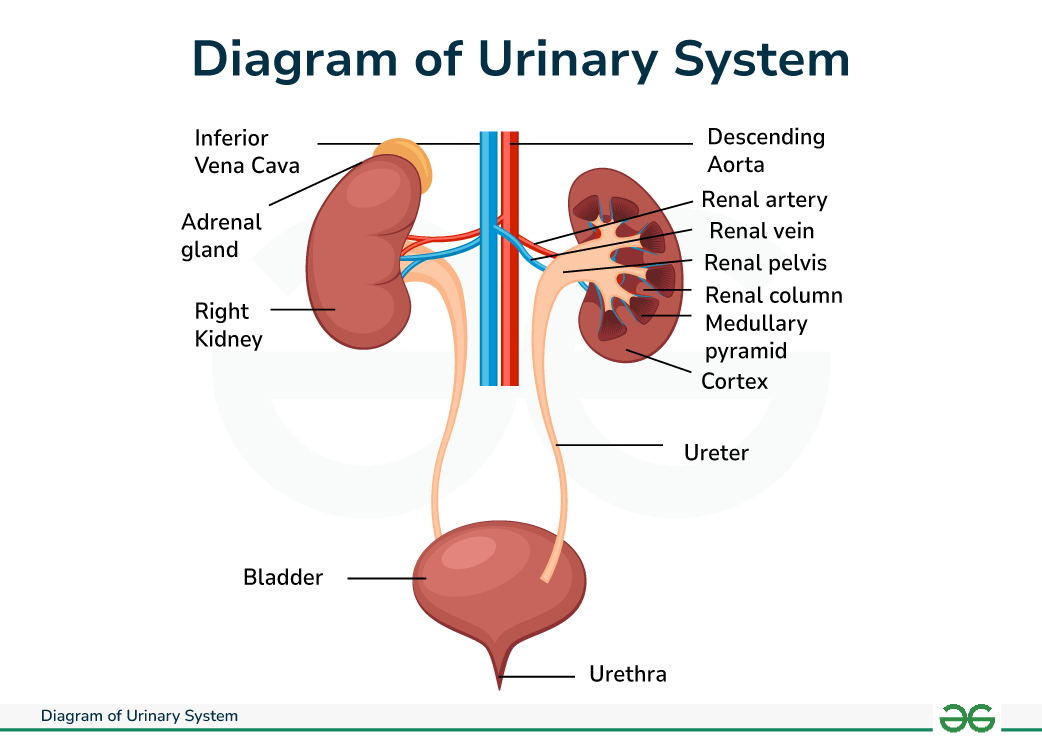 Diagram of Urinary System
Inferior
Vena Cava
Adrenal
gland
Right
Kidney
Bladder
Descending
Aorta
Renal artery
Renal vein
Renal pelvis
Renal column
Medullary
pyramid
Cortex
Ureter
Urethra
Diagram of Urinary System